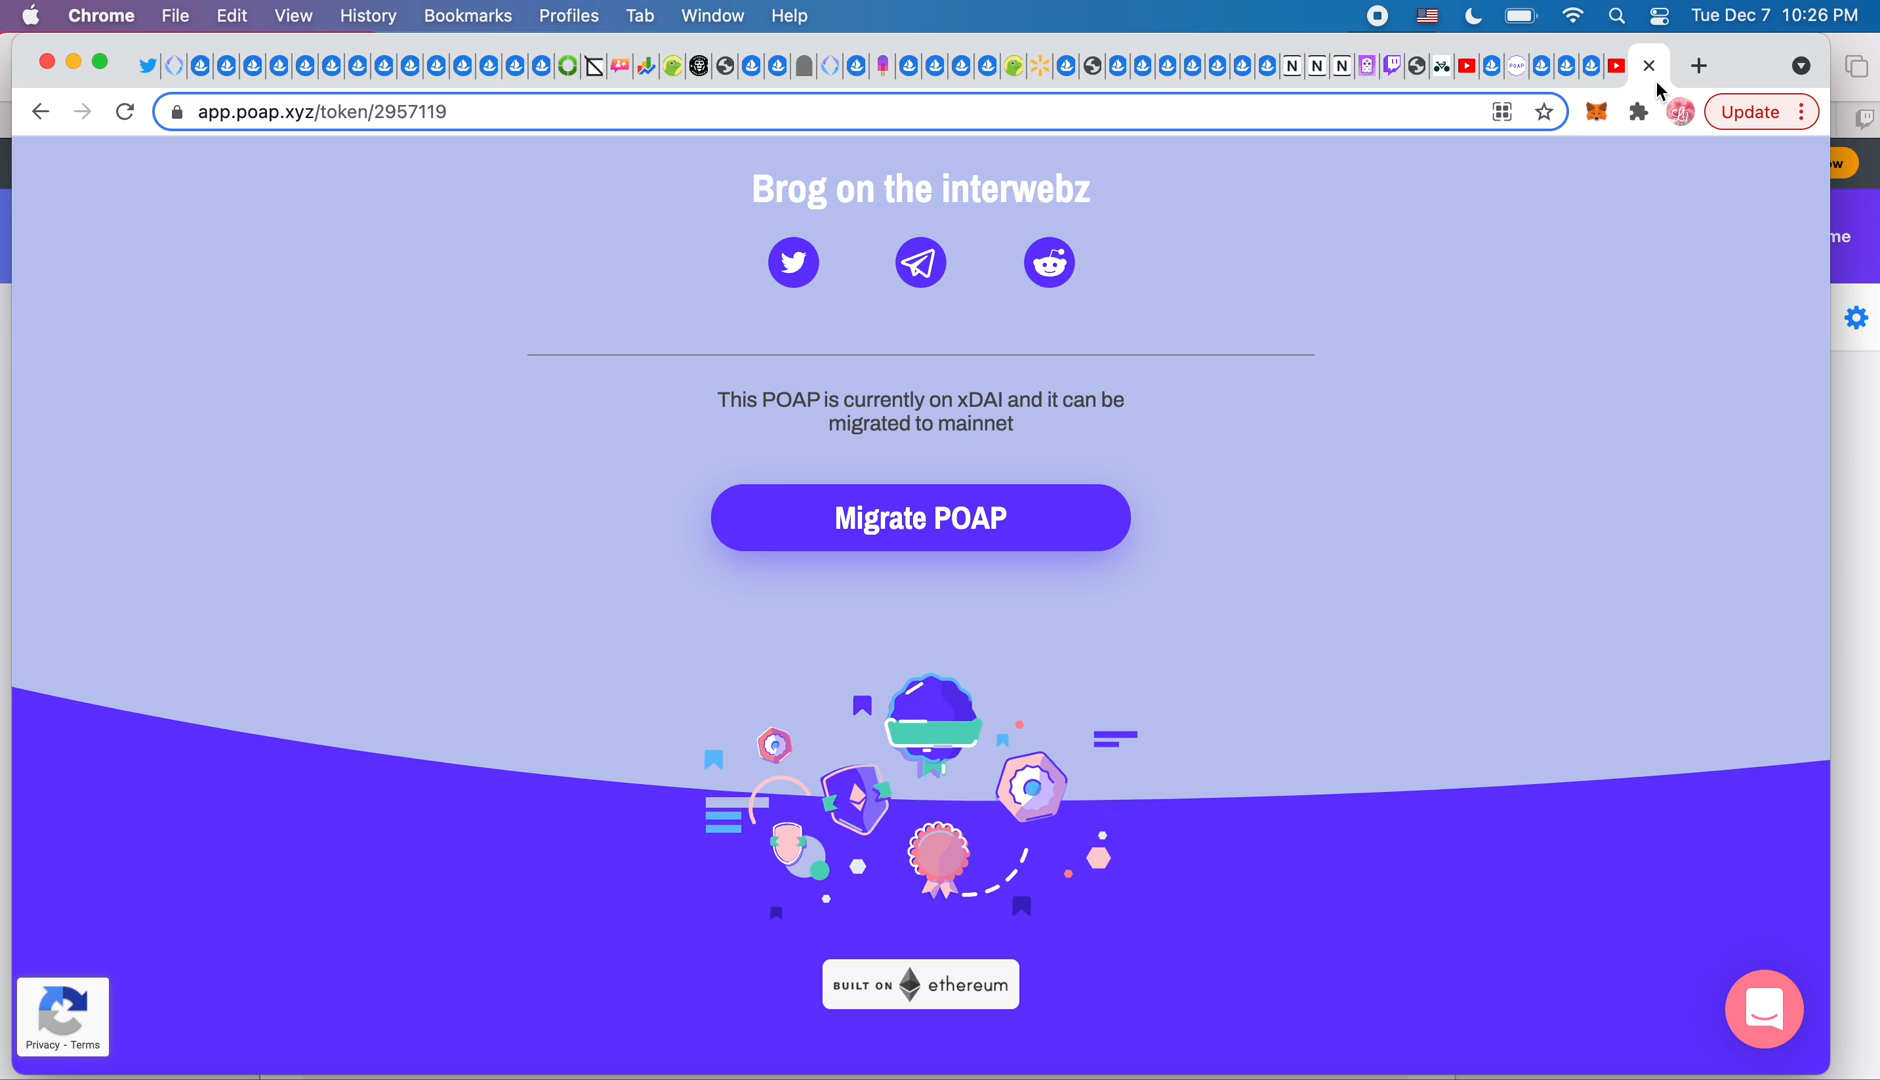 Chrome File Edit View History Bookmarks Profiles Tab Window Help Tue Dec 7 10:26 PM
app.poap.xyz/token/2957119 Update
Brog on the interwebz
This POAP is currently on xDAI and it can be
migrated to mainnet
Migrate POAP
BUILT ON ethereum
Privacy - Terms
ow
me